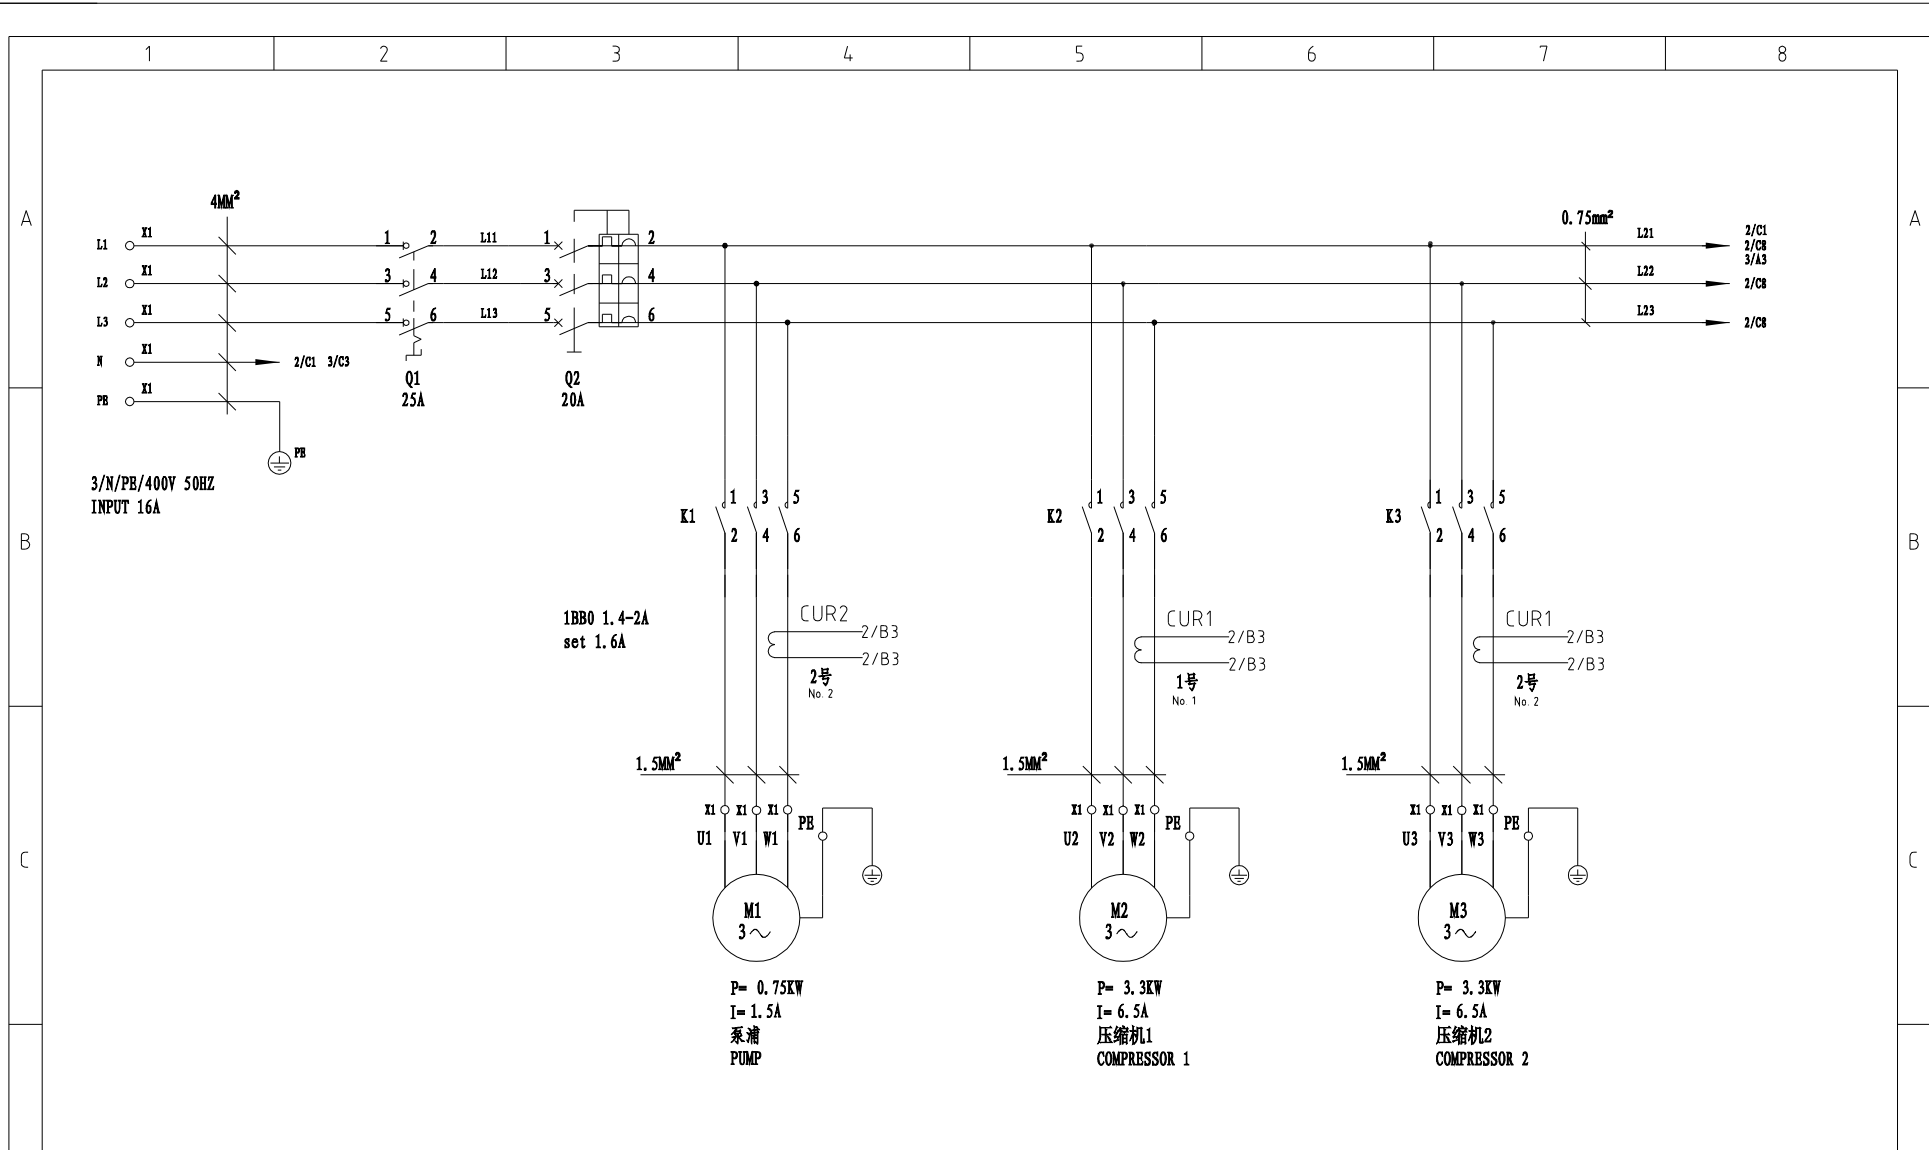 1 2 3 4 5 6 7 8
A A
4MM²
0.75mm²
L1 X1 1 2 L11 1 2 L21 2/C1
2/C8
3/A3
L2 X1 3 4 L12 3 4 L22 2/C8
L3 X1 5 6 L13 5 6 L23 2/C8
N X1 2/C1 3/C3
Q1 Q2
25A 20A
PE X1
PE
3/N/PE/400V 50HZ
INPUT 16A
1 3 5 1 3 5 1 3 5
K1 K2 K3
2 4 6 2 4 6 2 4 6
B B
1BB0 1.4-2A
set 1.6A
CUR2 CUR1 CUR1
2/B3 2/B3 2/B3
2/B3 2/B3 2/B3
2号 1号 2号
No.2 No.1 No.2
1.5MM² 1.5MM² 1.5MM²
X1 X1 X1 PE X1 X1 X1 PE X1 X1 X1 PE
U1 V1 W1 U2 V2 W2 U3 V3 W3
C C
M1 M2 M3
3 3 3
P= 0.75KW P= 3.3KW P= 3.3KW
I= 1.5A I= 6.5A I= 6.5A
泵浦 压缩机1 压缩机2
PUMP COMPRESSOR 1 COMPRESSOR 2